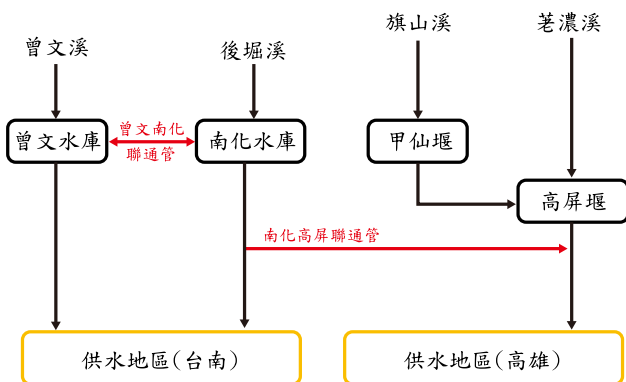 曾文溪
後堀溪
旗山溪
荖濃溪
曾文水庫
曾文南化
聯通管
南化水庫
甲仙堰
高屏堰
南化高屏聯通管
供水地區(台南)
供水地區(高雄)